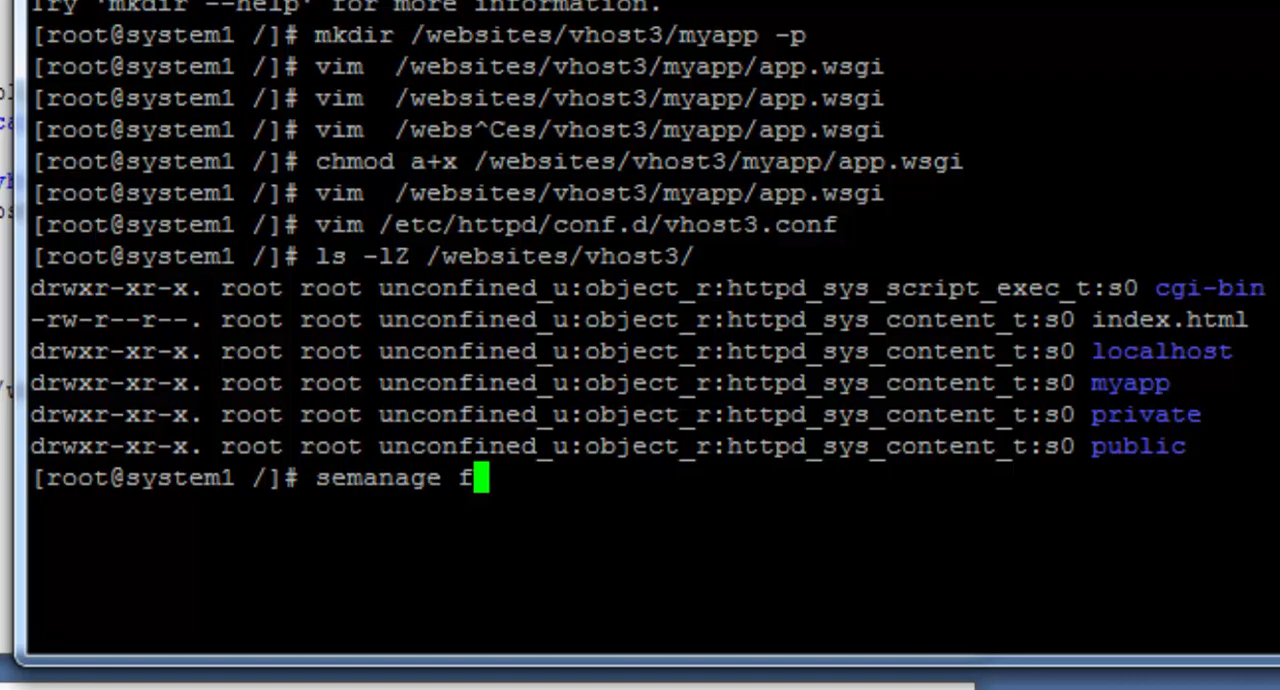 Try 'mkdir --help' for more information.
[root@system1 /]# mkdir /websites/vhost3/myapp -p
[root@system1 /]# vim  /websites/vhost3/myapp/app.wsgi
[root@system1 /]# vim  /websites/vhost3/myapp/app.wsgi
[root@system1 /]# vim  /webs^Ces/vhost3/myapp/app.wsgi
[root@system1 /]# chmod a+x /websites/vhost3/myapp/app.wsgi
[root@system1 /]# vim  /websites/vhost3/myapp/app.wsgi
[root@system1 /]# vim /etc/httpd/conf.d/vhost3.conf
[root@system1 /]# ls -lZ /websites/vhost3/
drwxr-xr-x. root root unconfined_u:object_r:httpd_sys_script_exec_t:s0 cgi-bin
-rw-r--r--. root root unconfined_u:object_r:httpd_sys_content_t:s0 index.html
drwxr-xr-x. root root unconfined_u:object_r:httpd_sys_content_t:s0 localhost
drwxr-xr-x. root root unconfined_u:object_r:httpd_sys_content_t:s0 myapp
drwxr-xr-x. root root unconfined_u:object_r:httpd_sys_content_t:s0 private
drwxr-xr-x. root root unconfined_u:object_r:httpd_sys_content_t:s0 public
[root@system1 /]# semanage f